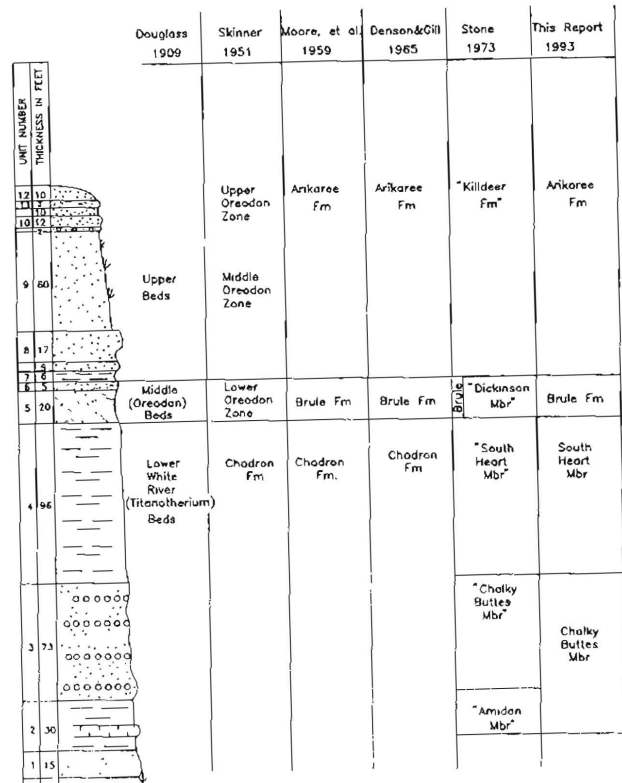 Douglass
1909
Skinner
1951
Moore, et al.
1959
Denson&Gill
1965
Stone
1973
This Report
1993
UNIT NUMBER
THICKNESS IN FEET
12 10
11 7
10
10 12
9 60
8 17
7 6
6 5
5 20
4 96
3 73
2 30
1 15
Upper
Oreodon
Zone
Arikaree
Fm
Arikaree
Fm
"Killdeer
Fm"
Arikaree
Fm
Upper
Beds
Middle
Oreodon
Zone
Middle
(Oreodon)
Beds
Lower
Oreodon
Zone
Brule Fm
Brule Fm
Brule
"Dickinson
Mbr"
Brule Fm
Lower
White
River
(Titanotherium)
Beds
Chadron
Fm
Chadron
Fm.
Chadron
Fm
"South
Heart
Mbr"
South
Heart
Mbr
"Chalky
Buttes
Mbr"
Chalky
Buttes
Mbr
"Amidon
Mbr"